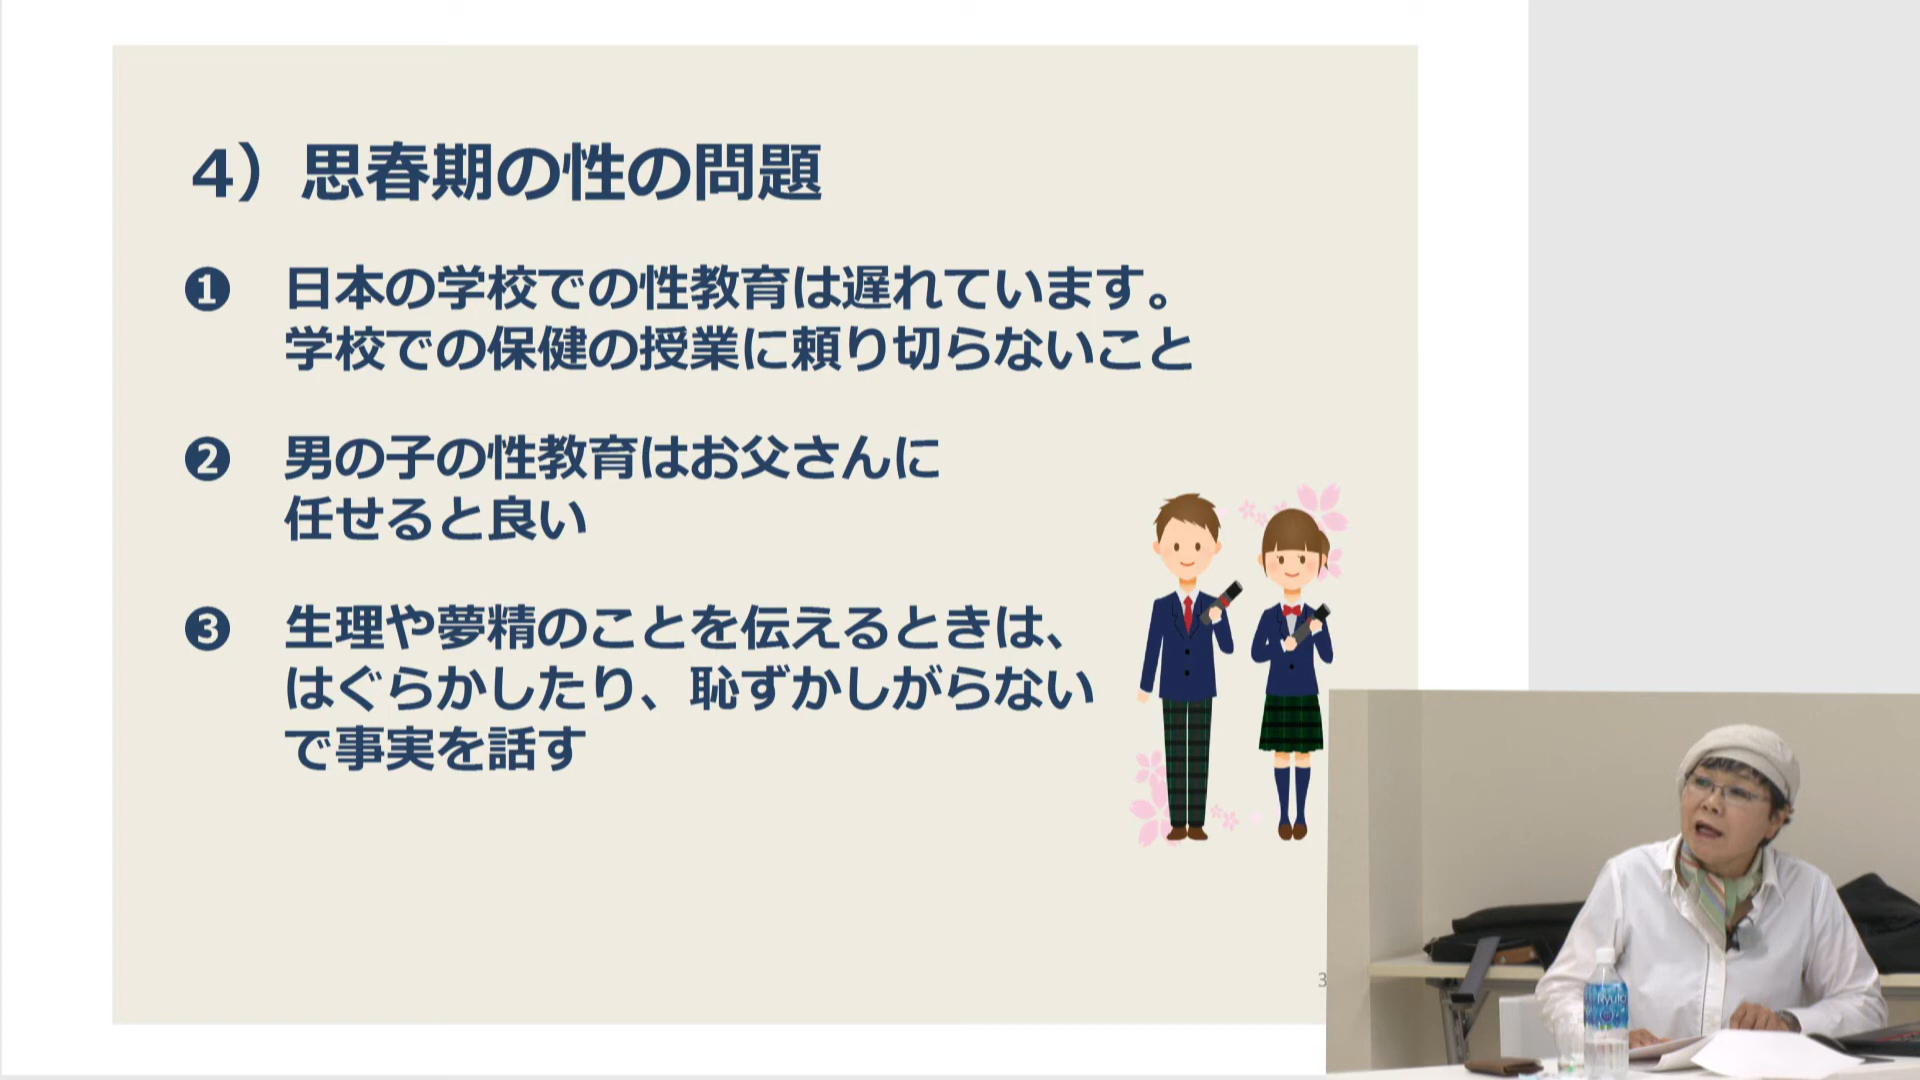 4）思春期の性の問題
❶ 日本の学校での性教育は遅れています。
学校での保健の授業に頼り切らないこと
❷ 男の子の性教育はお父さんに
任せると良い
❸ 生理や夢精のことを伝えるときは、
はぐらかしたり、恥ずかしがらない
で事実を話す
3
Ryuto